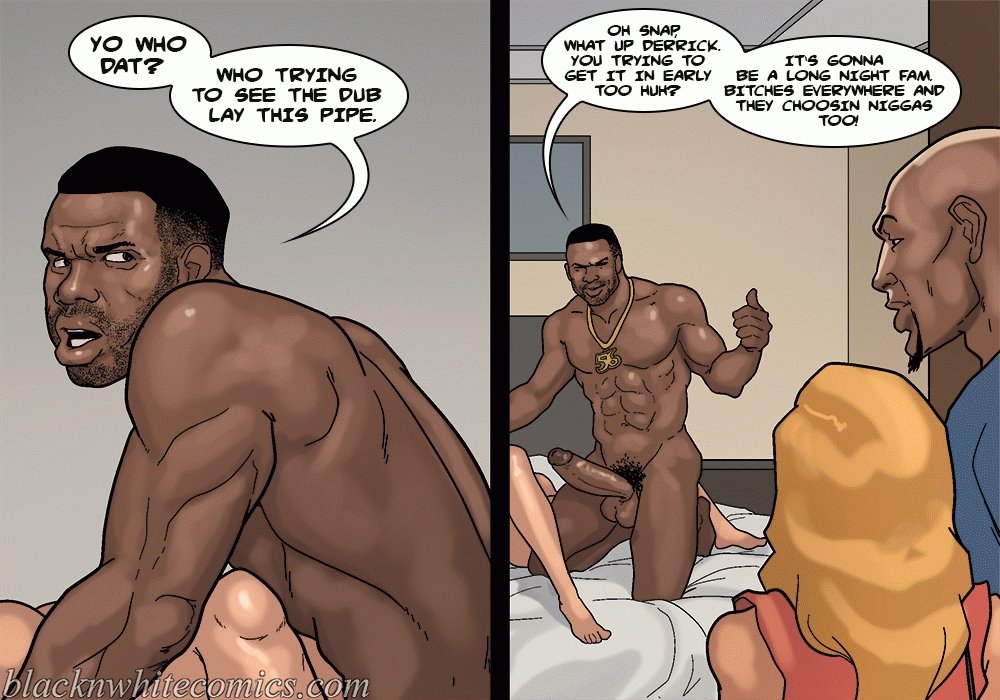 YO WHO
DAT?
WHO TRYING
TO SEE THE DUB
LAY THIS PIPE.
OH SNAP,
WHAT UP DERRICK.
YOU TRYING TO
GET IT IN EARLY
TOO HUH?
IT'S GONNA
BE A LONG NIGHT FAM.
BITCHES EVERYWHERE AND
THEY CHOOSIN NIGGAS
TOO!
56
blacknwhitecomics.com